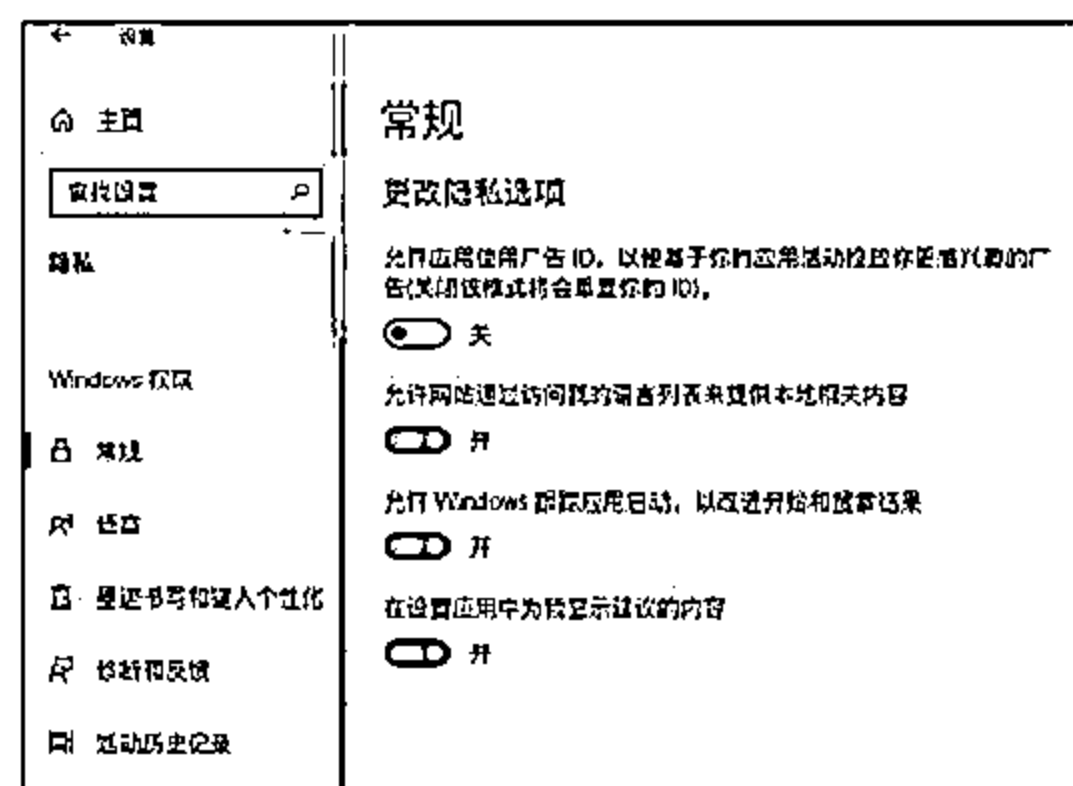 设置
主页
查找设置
隐私
Windows 权限
常规
语音
墨迹书写和键入个性化
诊断和反馈
活动历史记录
常规
更改隐私选项
允许应用使用广告 ID，以便基于你的应用活动投放你更感兴趣的广
告(关闭该模式将会重置你的 ID)。
关
允许网站通过访问我的语言列表来提供本地相关内容
开
允许 Windows 跟踪应用启动，以改进开始和搜索结果
开
在设置应用中为我显示建议的内容
开